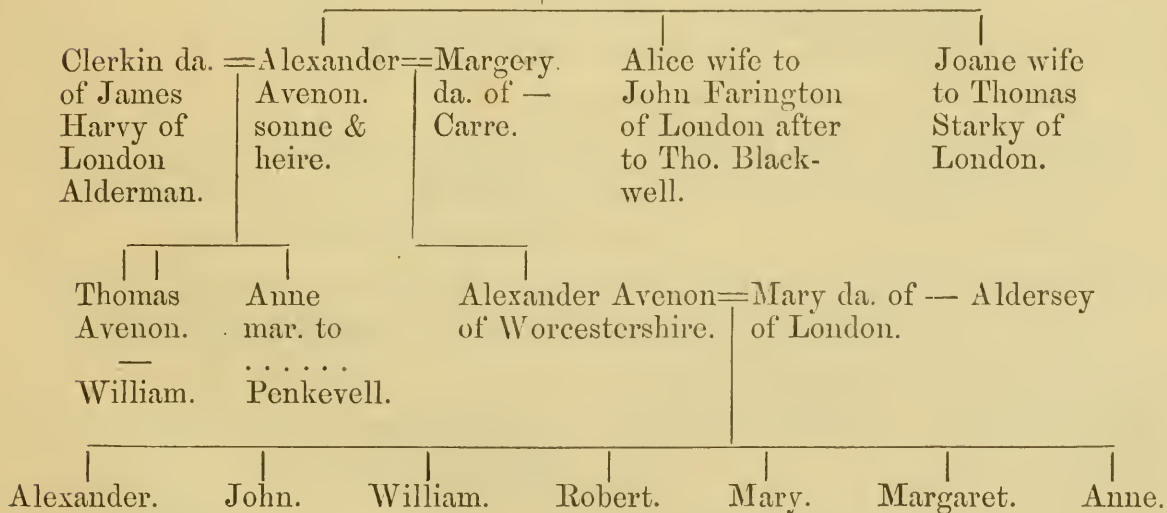 Clerkin da. = Alexander = Margery
of James
Harvy of
London
Alderman.
Avenon.
sonne &
heire.
da. of —
Carre.
Alice wife to
John Farington
of London after
to Tho. Black-
well.
Joane wife
to Thomas
Starky of
London.
Thomas
Avenon.
—
William.
Anne
mar. to
. . . . . .
Penkevell.
Alexander Avenon = Mary da. of — Aldersey
of Worcestershire. of London.
Alexander. John. William. Robert. Mary. Margaret. Anne.